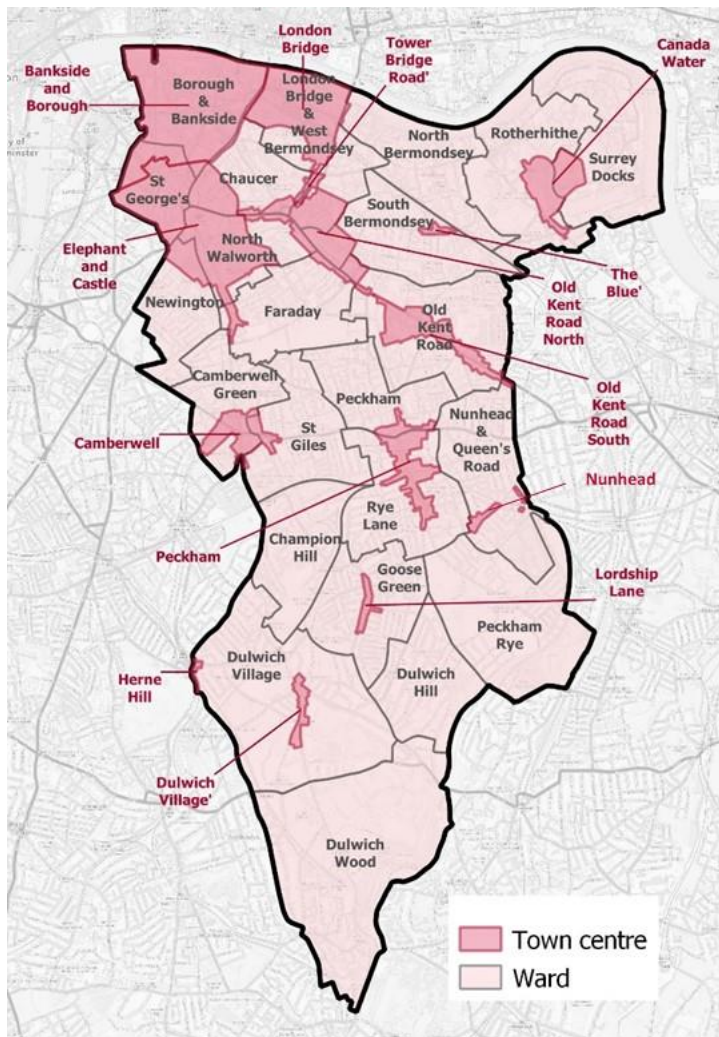 London
Bridge
Tower
Bridge
Road'
Canada
Water
Bankside
and
Borough
Borough
&
Bankside
London
Bridge
&
West
Bermondsey
North
Bermondsey
Rotherhithe
Surrey
Docks
St
George's
Chaucer
South
Bermondsey
Elephant
and
Castle
North
Walworth
The
Blue'
Newington
Faraday
Old
Kent
Road
Old
Kent
Road
North
Camberwell
Green
Peckham
Old
Kent
Road
South
Camberwell
St
Giles
Nunhead
&
Queen's
Road
Nunhead
Peckham
Champion
Hill
Rye
Lane
Goose
Green
Lordship
Lane
Peckham
Rye
Herne
Hill
Dulwich
Village
Dulwich
Hill
Dulwich
Village'
Dulwich
Wood
Town centre
Ward